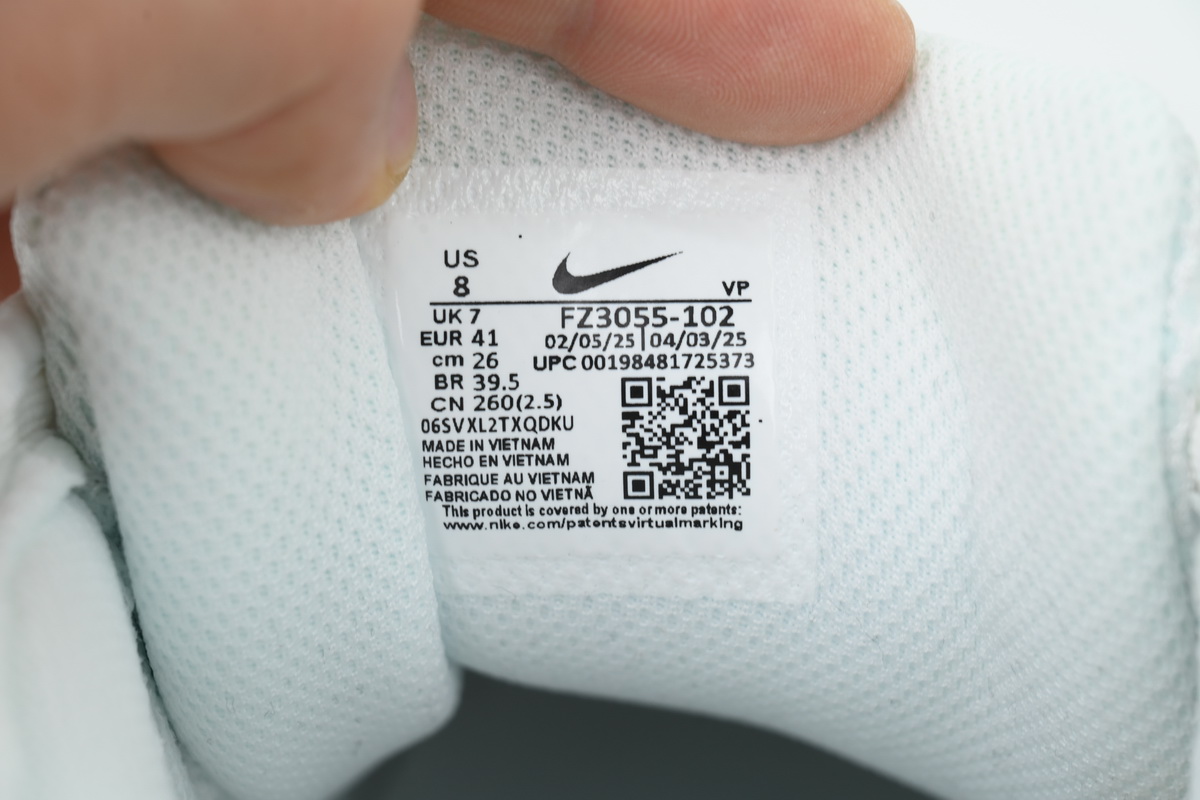 US
8
VP
UK 7
FZ3055-102
EUR 41
02/05/25|04/03/25
cm 26
UPC 00198481725373
BR 39.5
CN 260(2.5)
06SVXL2TXQDKU
MADE IN VIETNAM
HECHO EN VIETNAM
FABRIQUE AU VIETNAM
FABRICADO NO VIETNÃ
This product is covered by one or more patents:
www.nike.com/patentsvirtualmarking